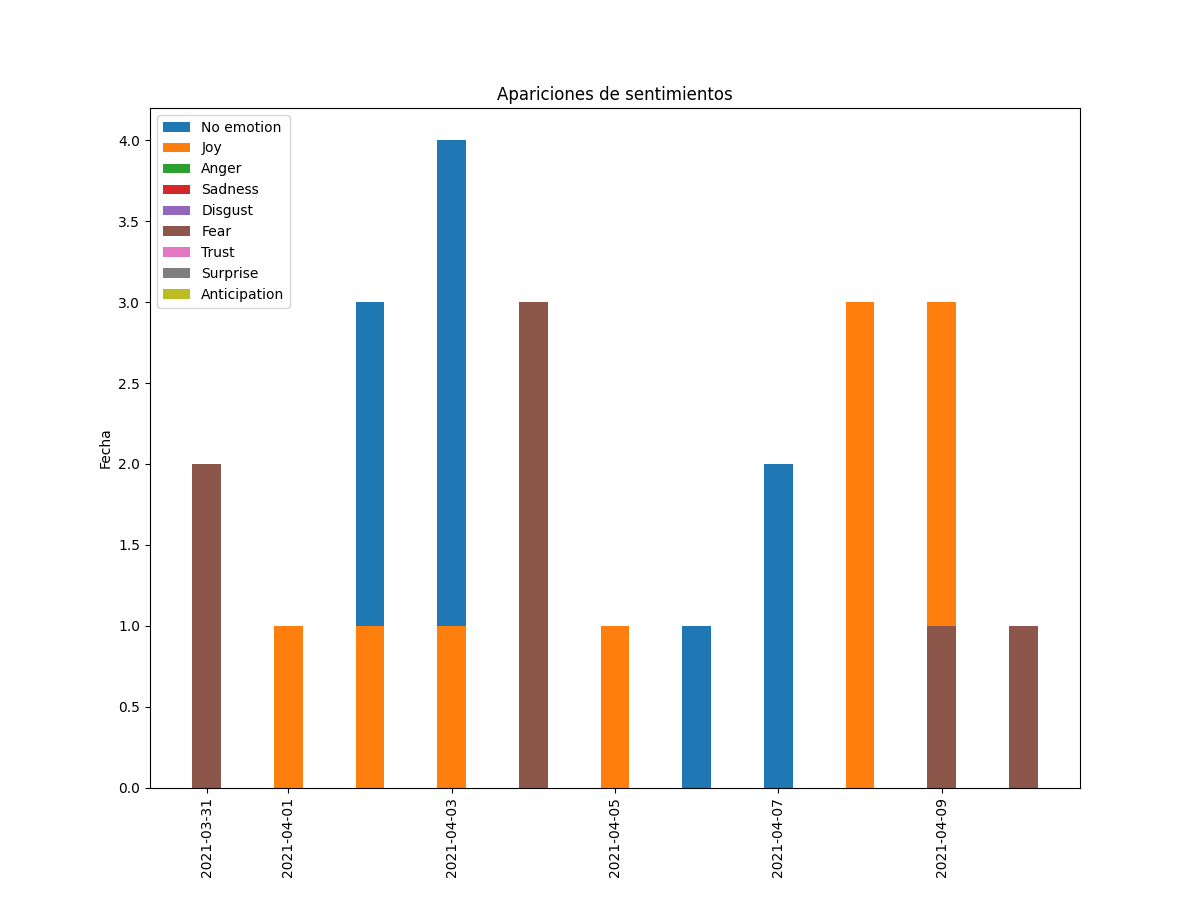 Apariciones de sentimientos
No emotion
Joy
Anger
Sadness
Disgust
Fear
Trust
Surprise
Anticipation
4.0
3.5
3.0
2.5
2.0
1.5
1.0
0.5
0.0
Fecha
2021-03-31
2021-04-01
2021-04-03
2021-04-05
2021-04-07
2021-04-09